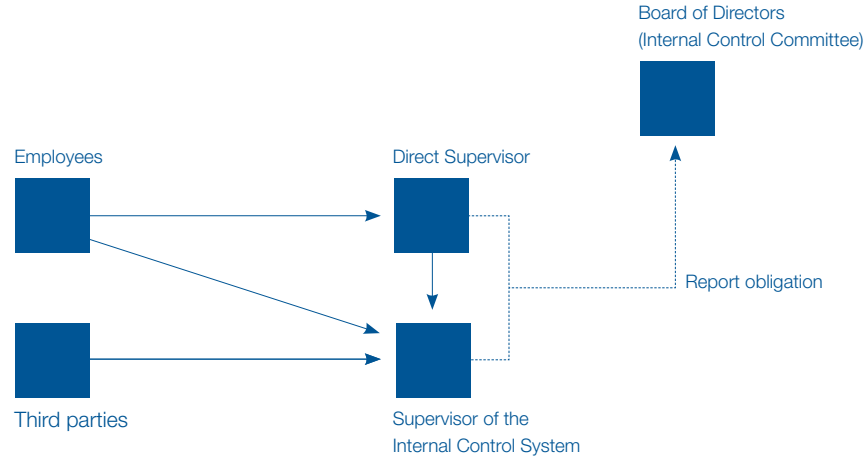 Board of Directors
(Internal Control Committee)
Employees
Direct Supervisor
Report obligation
Third parties
Supervisor of the
Internal Control System